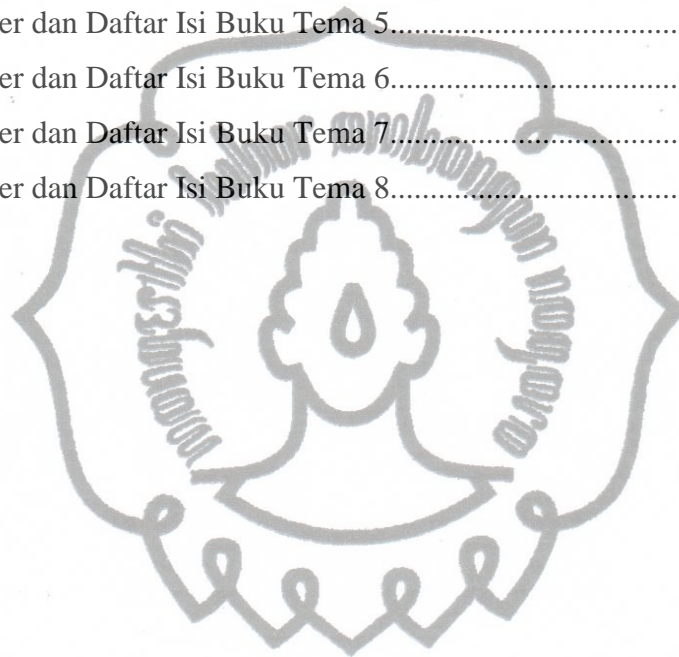 er dan Daftar Isi Buku Tema 5...............................
er dan Daftar Isi Buku Tema 6...............................
er dan Daftar Isi Buku Tema 7...............................
er dan Daftar Isi Buku Tema 8...............................